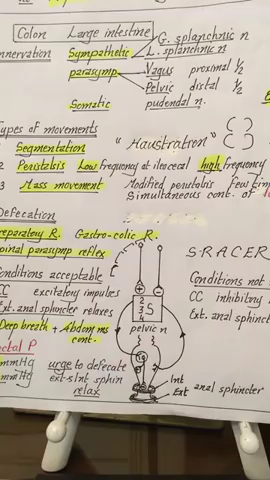 Colon Large intestine
G. splanchnic n
nnervation Sympathetic L. splanchnic n
parasymp Vagus proximal 1/2
Pelvic distal 1/2
Somatic pudendal n.
Types of movements
Segmentation "Haustration" { }
2 Peristalsis Low frequency at ileocecal high frequency
3 Mass movement Modified peristalsis few tim
Simultaneous cont. of
Defecation
reparatory R. Gastro-colic R.
pinal parasymp reflex S.RACER
Conditions acceptable Conditions not
CC excitatory impulses CC inhibitory
Ext. anal sphincter relaxes Ext. anal sphinct
Deep breath + Abdom ms cont.
2 3 4 S
pelvic n
ectal P
mmHg urge to defecate
mmHg ext + Int sphin relax
Int
Ext anal sphincter